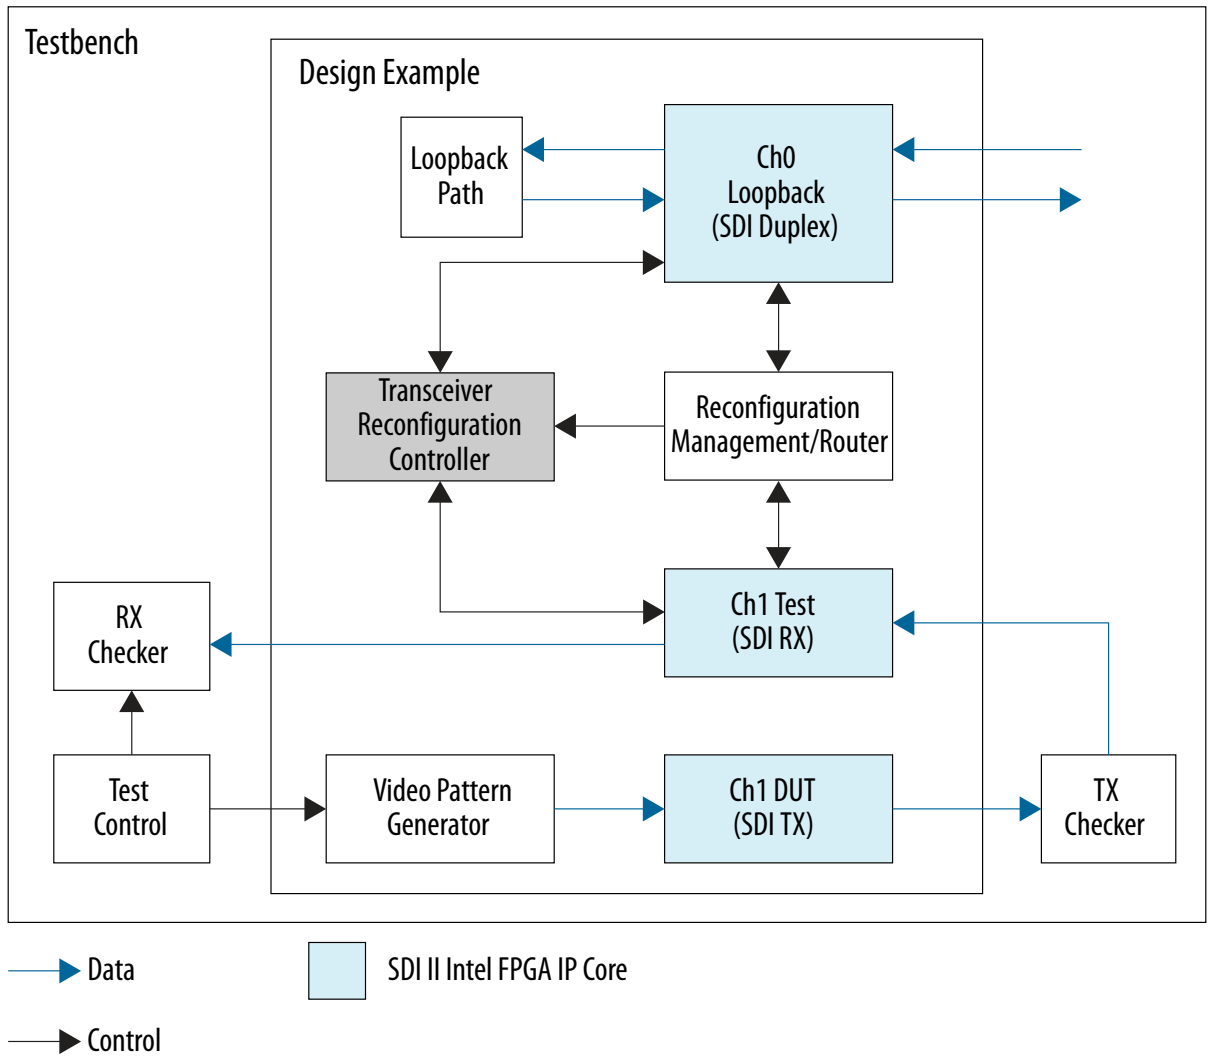 Testbench
Design Example
Loopback
Path
Ch0
Loopback
(SDI Duplex)
Transceiver
Reconfiguration
Controller
Reconfiguration
Management/Router
RX
Checker
Ch1 Test
(SDI RX)
Test
Control
Video Pattern
Generator
Ch1 DUT
(SDI TX)
TX
Checker
Data
SDI II Intel FPGA IP Core
Control